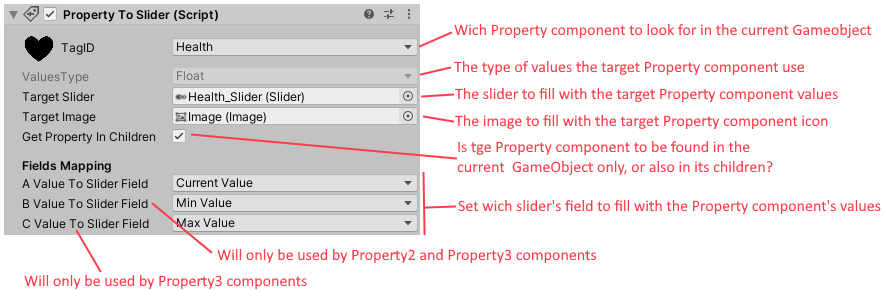 Property To Slider (Script)
TagID
Health
Wich Property component to look for in the current Gameobject
ValuesType
Float
The type of values the target Property component use
Target Slider
Health_Slider (Slider)
The slider to fill with the target Property component values
Target Image
Image (Image)
The image to fill with the target Property component icon
Get Property In Children
Is tge Property component to be found in the
current GameObject only, or also in its children?
Fields Mapping
A Value To Slider Field
Current Value
B Value To Slider Field
Min Value
Set wich slider's field to fill with the Property component's values
C Value To Slider Field
Max Value
Will only be used by Property2 and Property3 components
Will only be used by Property3 components